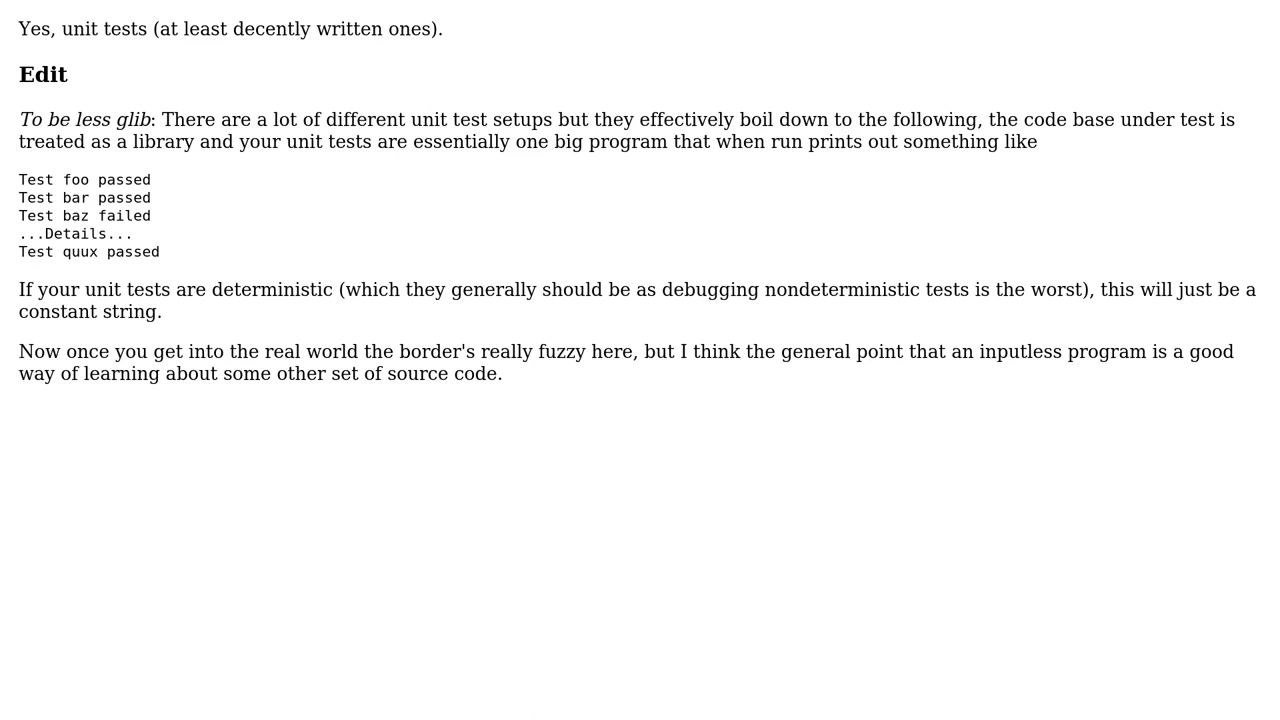 Yes, unit tests (at least decently written ones).
Edit
To be less glib: There are a lot of different unit test setups but they effectively boil down to the following, the code base under test is
treated as a library and your unit tests are essentially one big program that when run prints out something like
Test foo passed
Test bar passed
Test baz failed
...Details...
Test quux passed
If your unit tests are deterministic (which they generally should be as debugging nondeterministic tests is the worst), this will just be a
constant string.
Now once you get into the real world the border's really fuzzy here, but I think the general point that an inputless program is a good
way of learning about some other set of source code.